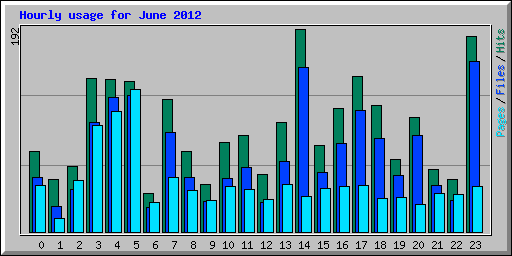 Hourly usage for June 2012
192
Pages/Files/Hits
0 1 2 3 4 5 6 7 8 9 10 11 12 13 14 15 16 17 18 19 20 21 22 23